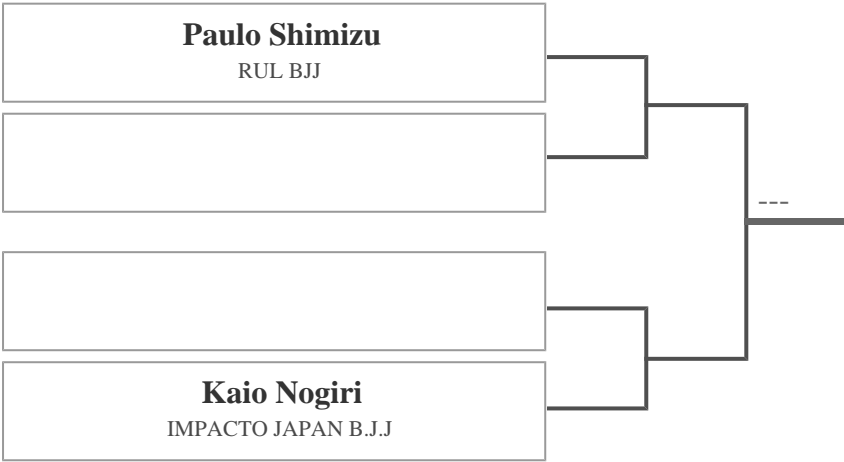 Paulo Shimizu
RUL BJJ
---
Kaio Nogiri
IMPACTO JAPAN B.J.J